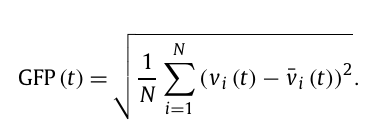 GFP (t) = √(1/N ∑_{i=1}^{N} (v_i (t) − v̄_i (t))²).